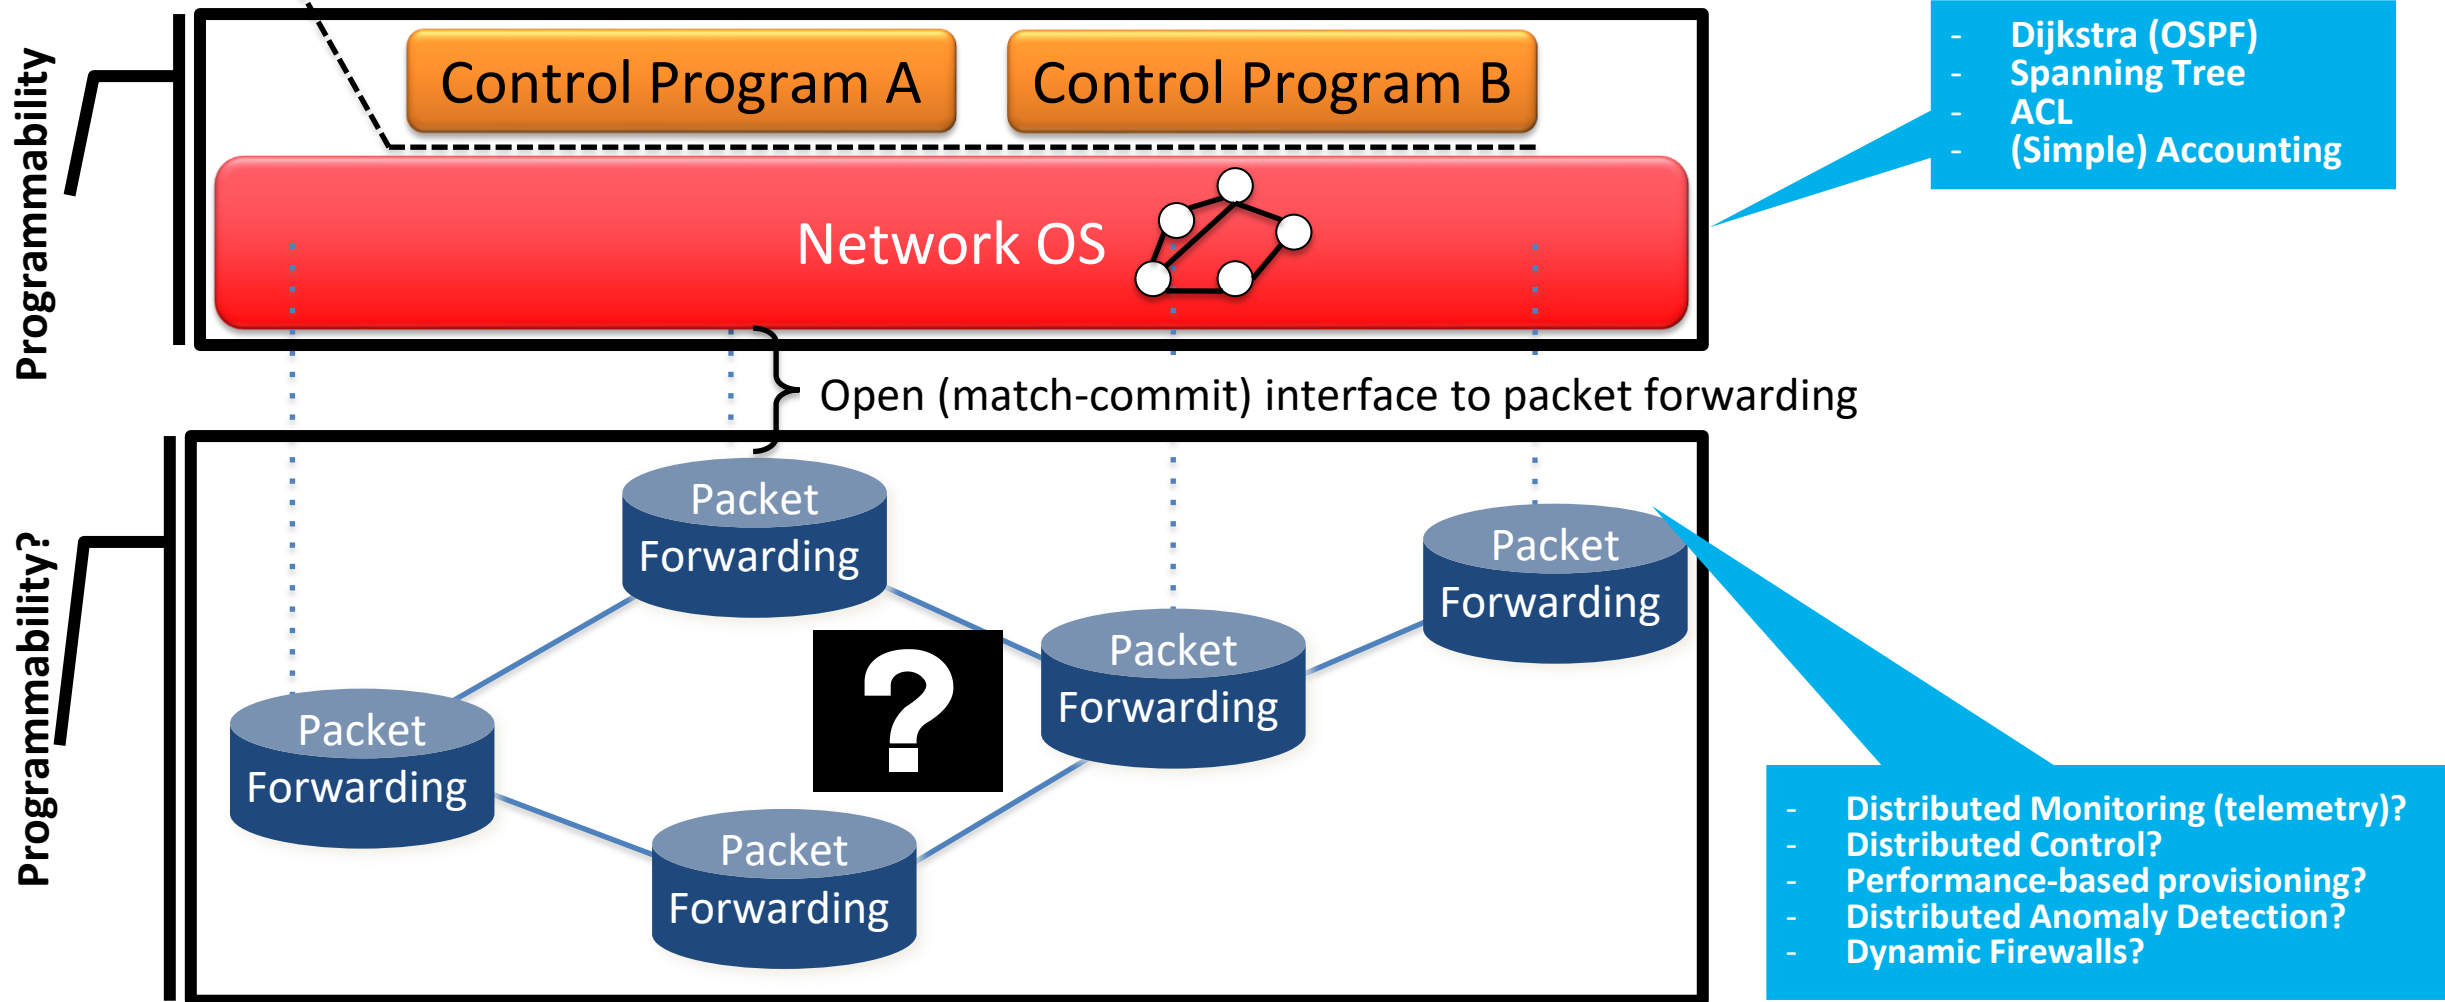 Programmability
Control Program A
Control Program B
- Dijkstra (OSPF)
- Spanning Tree
- ACL
- (Simple) Accounting
Network OS
Open (match-commit) interface to packet forwarding
Programmability?
Packet
Forwarding
Packet
Forwarding
Packet
Forwarding
Packet
Forwarding
Packet
Forwarding
?
- Distributed Monitoring (telemetry)?
- Distributed Control?
- Performance-based provisioning?
- Distributed Anomaly Detection?
- Dynamic Firewalls?